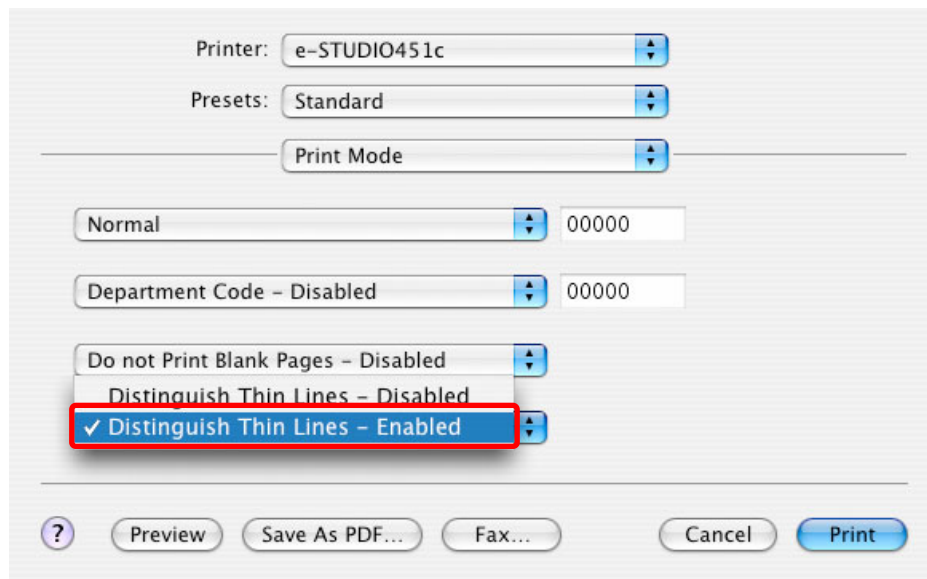 Printer: e-STUDIO451c
Presets: Standard
Print Mode
Normal 00000
Department Code – Disabled 00000
Do not Print Blank Pages – Disabled
Distinguish Thin Lines – Disabled
✓ Distinguish Thin Lines – Enabled
? Preview Save As PDF... Fax... Cancel Print